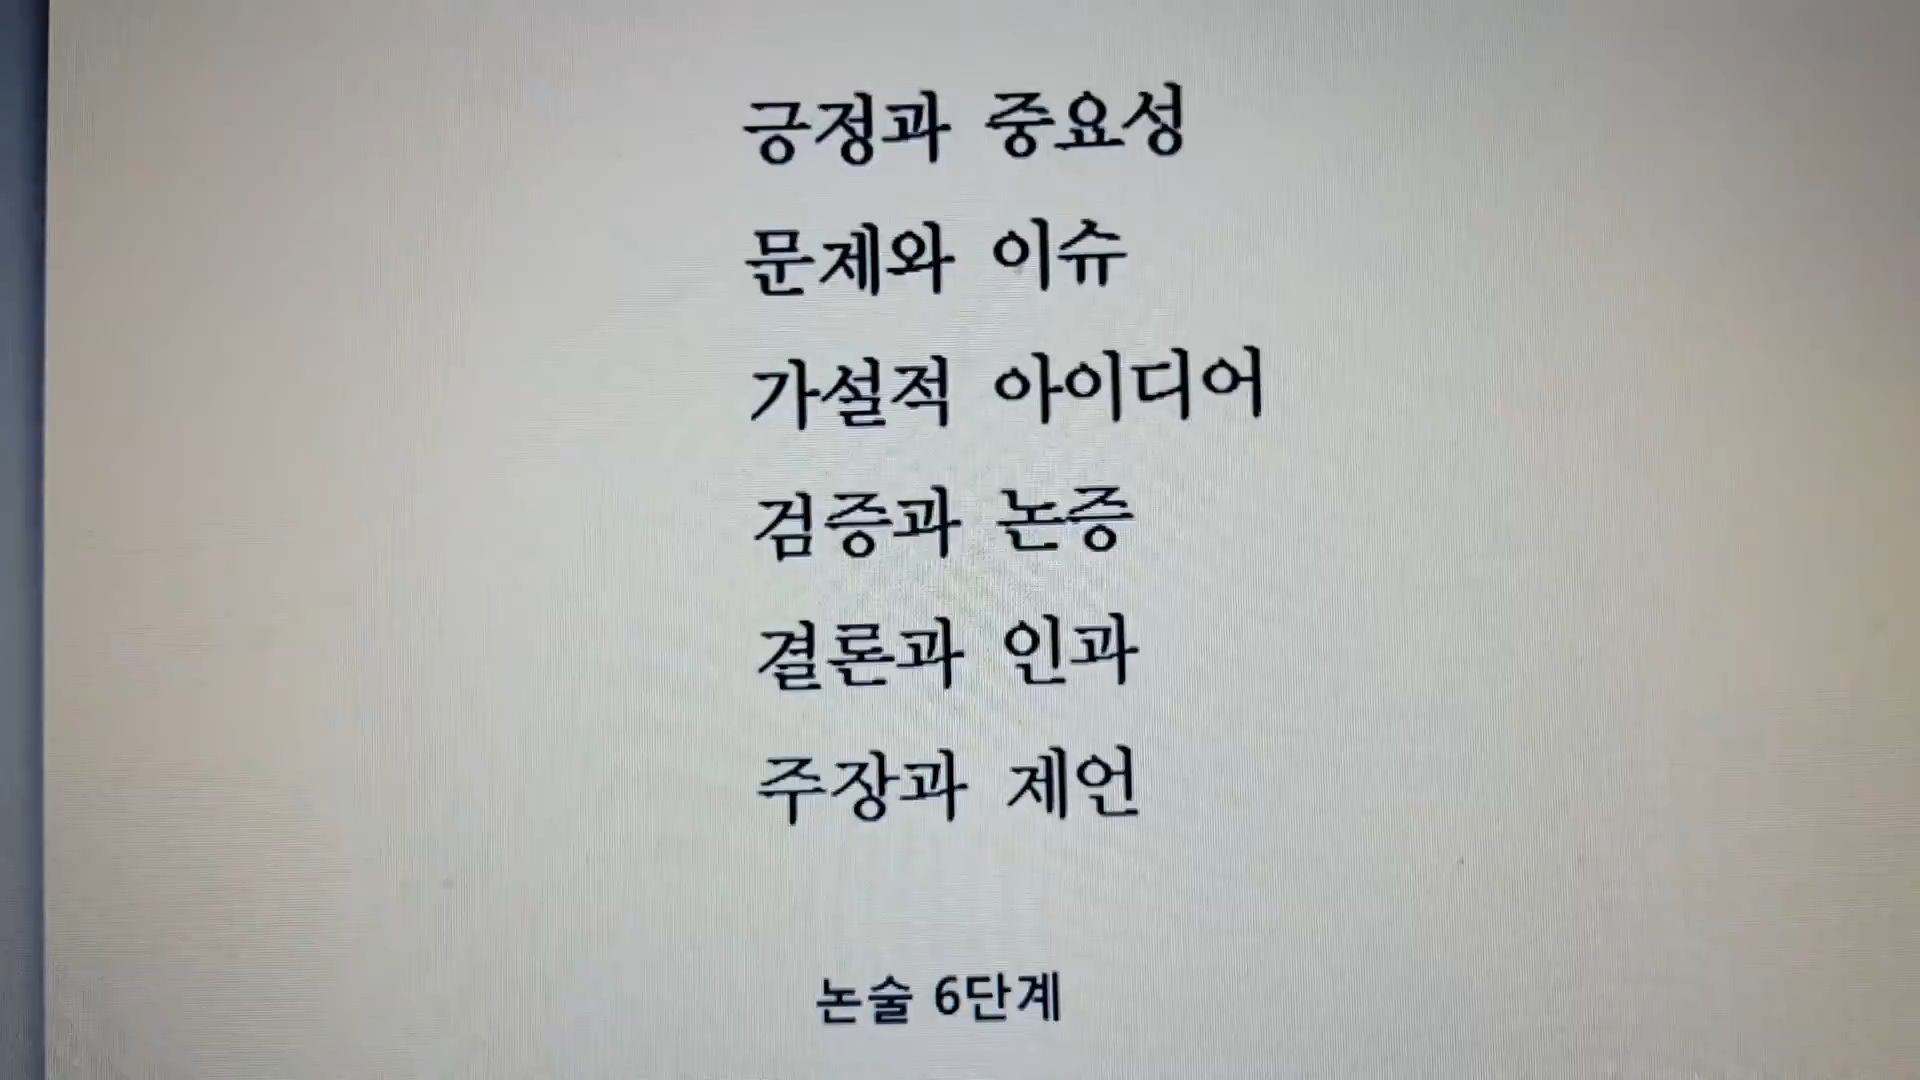 긍정과 중요성
문제와 이슈
가설적 아이디어
검증과 논증
결론과 인과
주장과 제언
논술 6단계